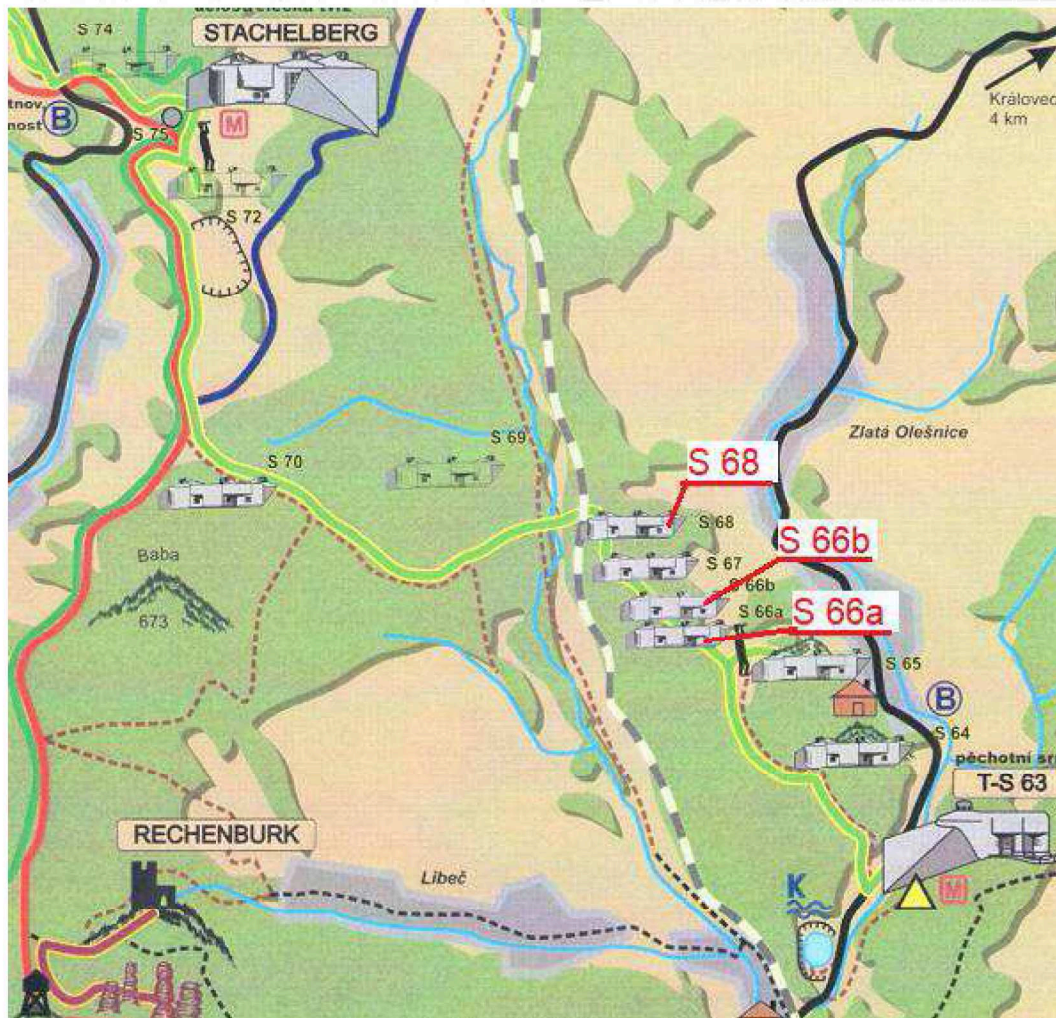 S 74
STACHELBERG
Královec
4 km
B
S 75
M
S 72
Zlatá Olešnice
S 69
S 68
S 70
S 68
S 66b
Baba
S 67
S 66b
S 66a
S 66a
673
S 65
B
S 64
pěchotní
T-S 63
RECHENBURK
Libeč
K
M